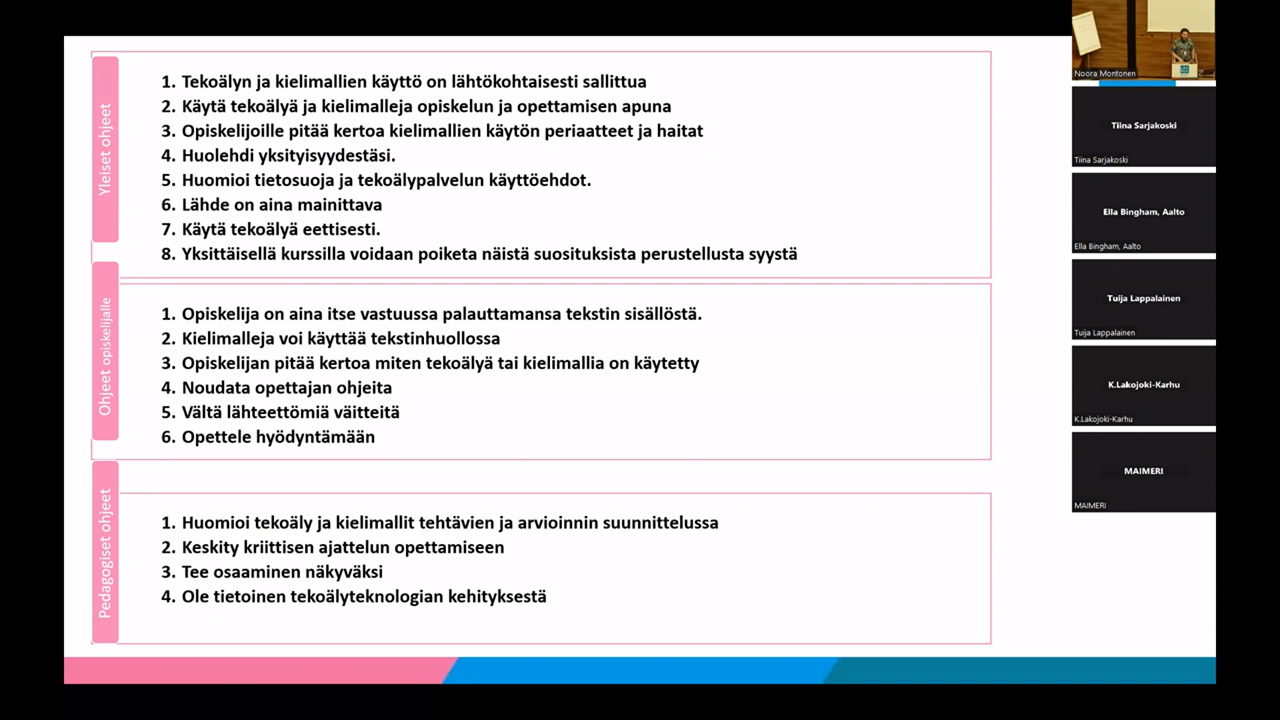 Yleiset ohjeet
1. Tekoälyn ja kielimallien käyttö on lähtökohtaisesti sallittua
2. Käytä tekoälyä ja kielimalleja opiskelun ja opettamisen apuna
3. Opiskelijoille pitää kertoa kielimallien käytön periaatteet ja haitat
4. Huolehdi yksityisyydestäsi.
5. Huomioi tietosuoja ja tekoälypalvelun käyttöehdot.
6. Lähde on aina mainittava
7. Käytä tekoälyä eettisesti.
8. Yksittäisellä kurssilla voidaan poiketa näistä suosituksista perustellusta syystä
Ohjeet opiskelijalle
1. Opiskelija on aina itse vastuussa palauttamansa tekstin sisällöstä.
2. Kielimalleja voi käyttää tekstinhuollossa
3. Opiskelijan pitää kertoa miten tekoälyä tai kielimallia on käytetty
4. Noudata opettajan ohjeita
5. Vältä lähteettömiä väitteitä
6. Opettele hyödyntämään
Pedagogiset ohjeet
1. Huomioi tekoäly ja kielimallit tehtävien ja arvioinnin suunnittelussa
2. Keskity kriittisen ajattelun opettamiseen
3. Tee osaaminen näkyväksi
4. Ole tietoinen tekoälyteknologian kehityksestä
Noora Montonen
Tiina Sarjakoski
Tiina Sarjakoski
Ella Bingham, Aalto
Ella Bingham, Aalto
Tuija Lappalainen
Tuija Lappalainen
K.Lakojoki-Karhu
K.Lakojoki-Karhu
MAIMERI
MAIMERI